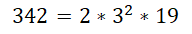 342 = 2 * 3² * 19